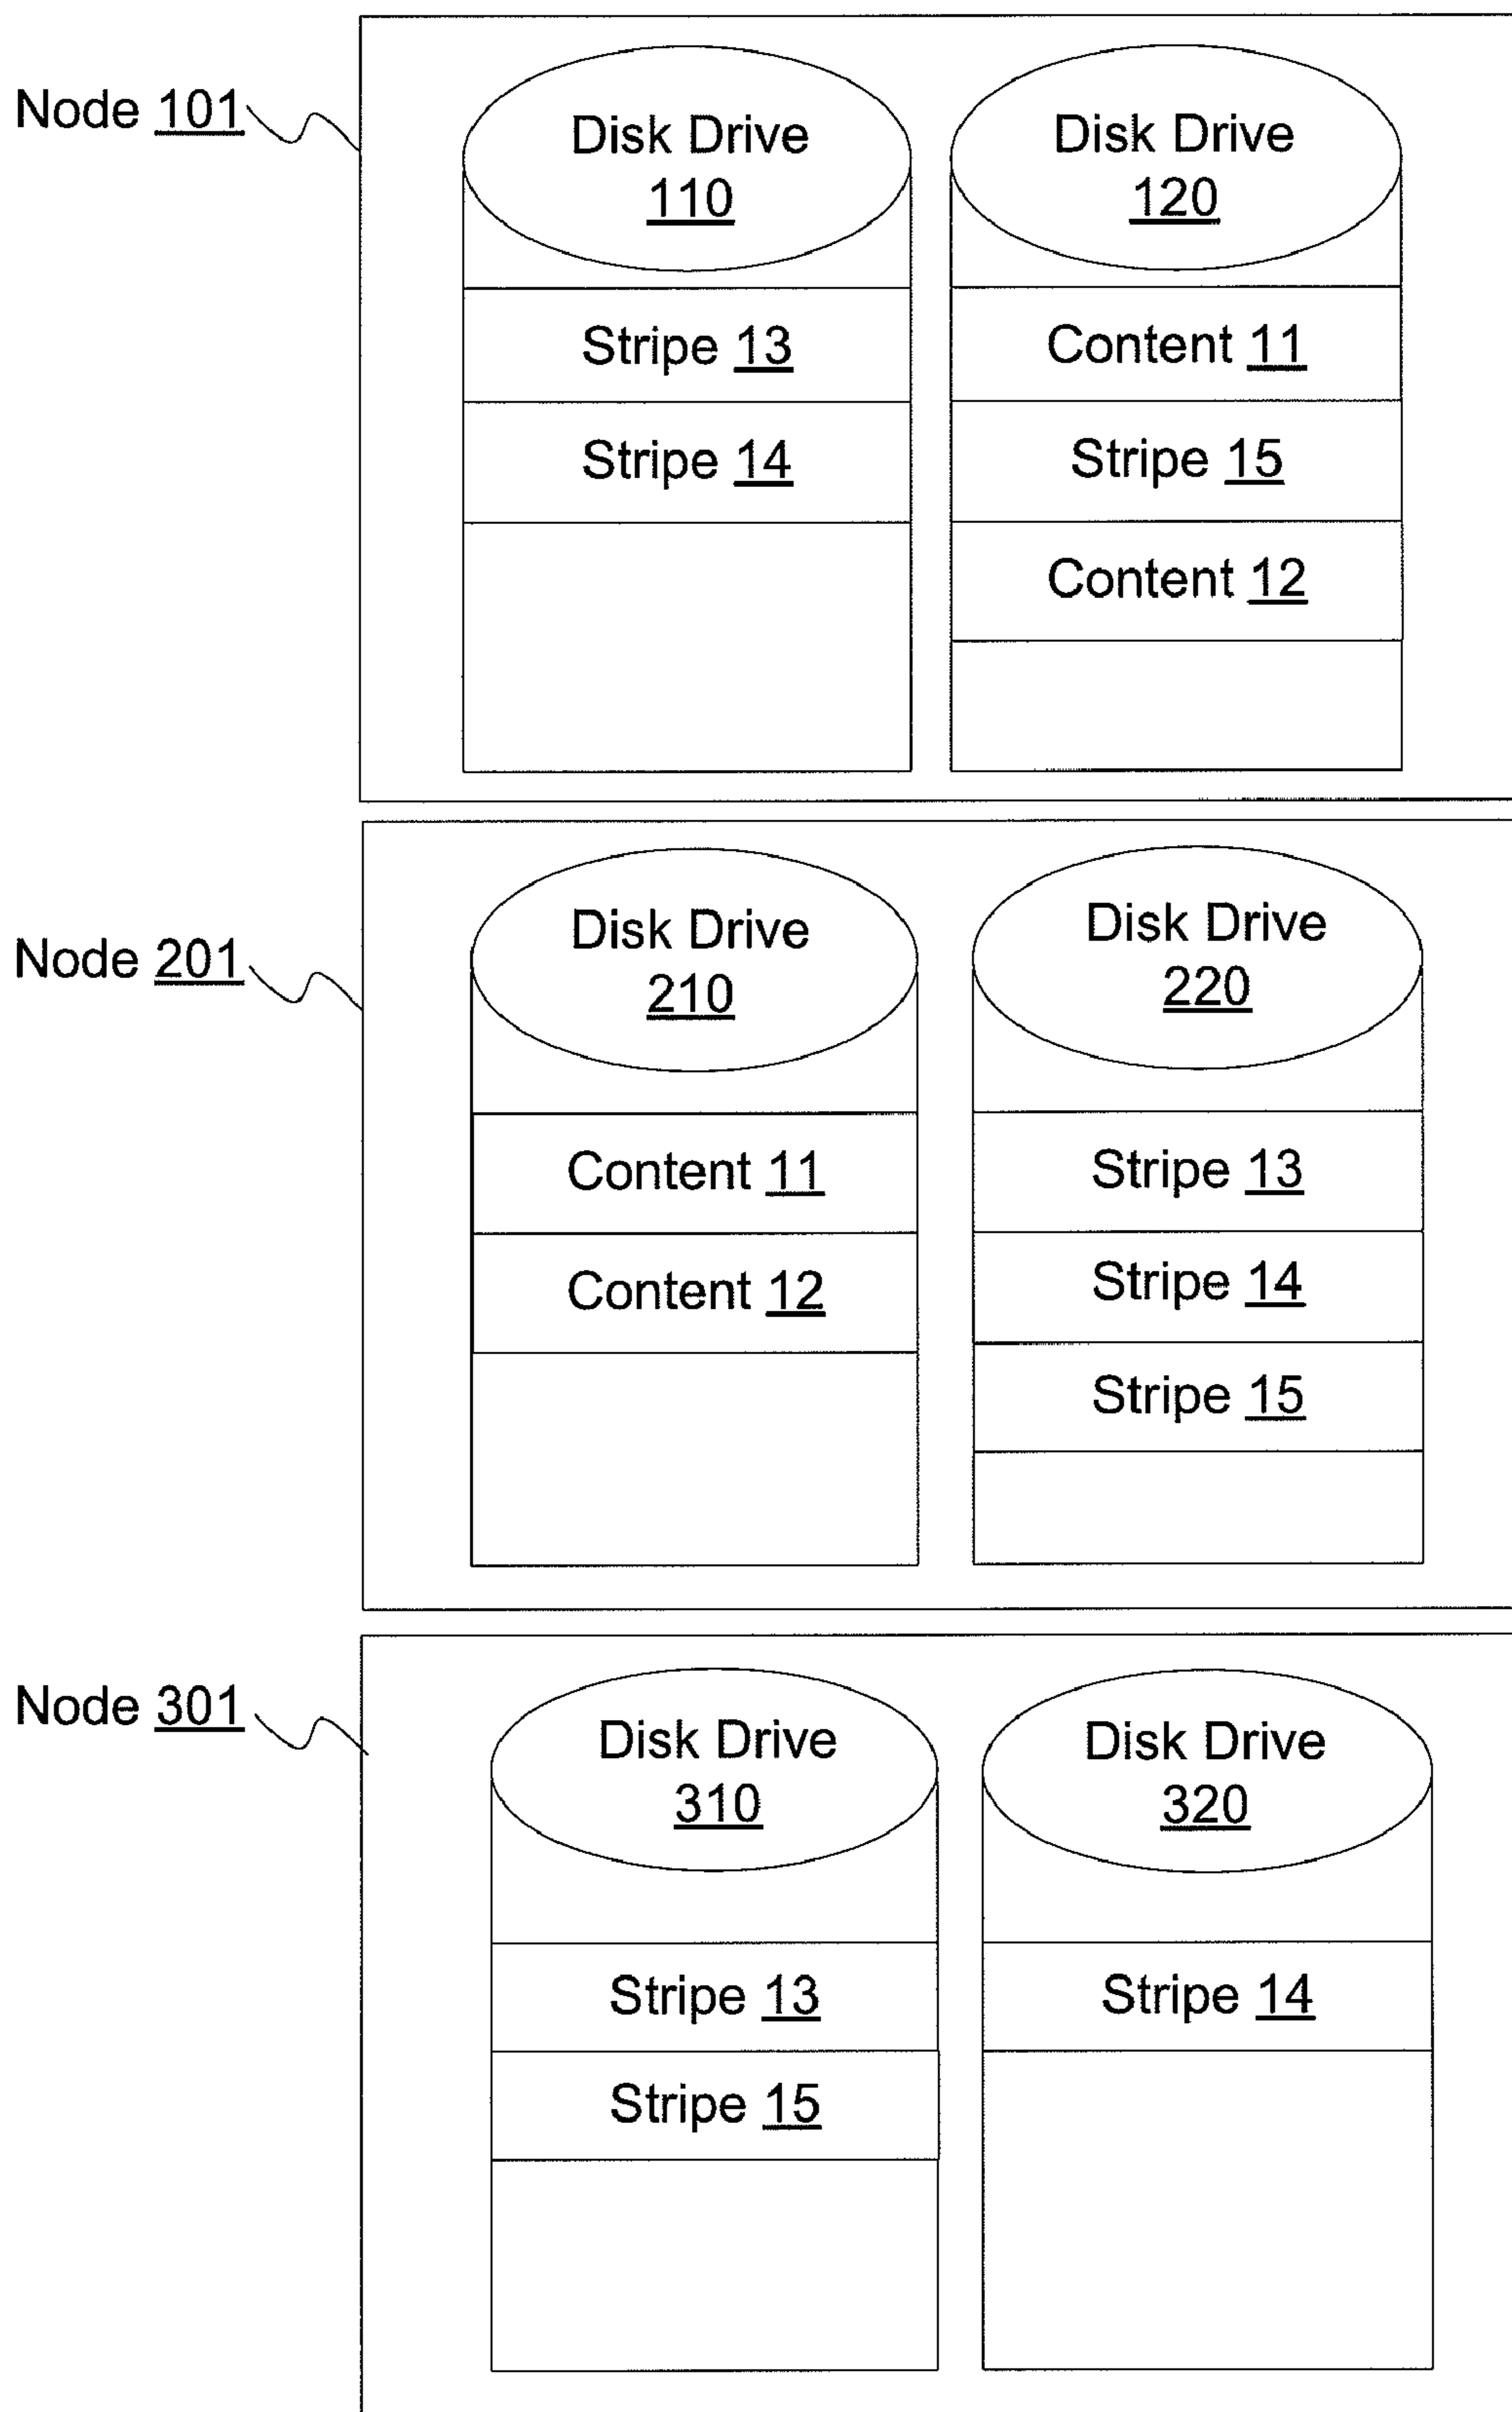 Node 101
Disk Drive
110
Stripe 13
Stripe 14
Disk Drive
120
Content 11
Stripe 15
Content 12
Node 201
Disk Drive
210
Content 11
Content 12
Disk Drive
220
Stripe 13
Stripe 14
Stripe 15
Node 301
Disk Drive
310
Stripe 13
Stripe 15
Disk Drive
320
Stripe 14